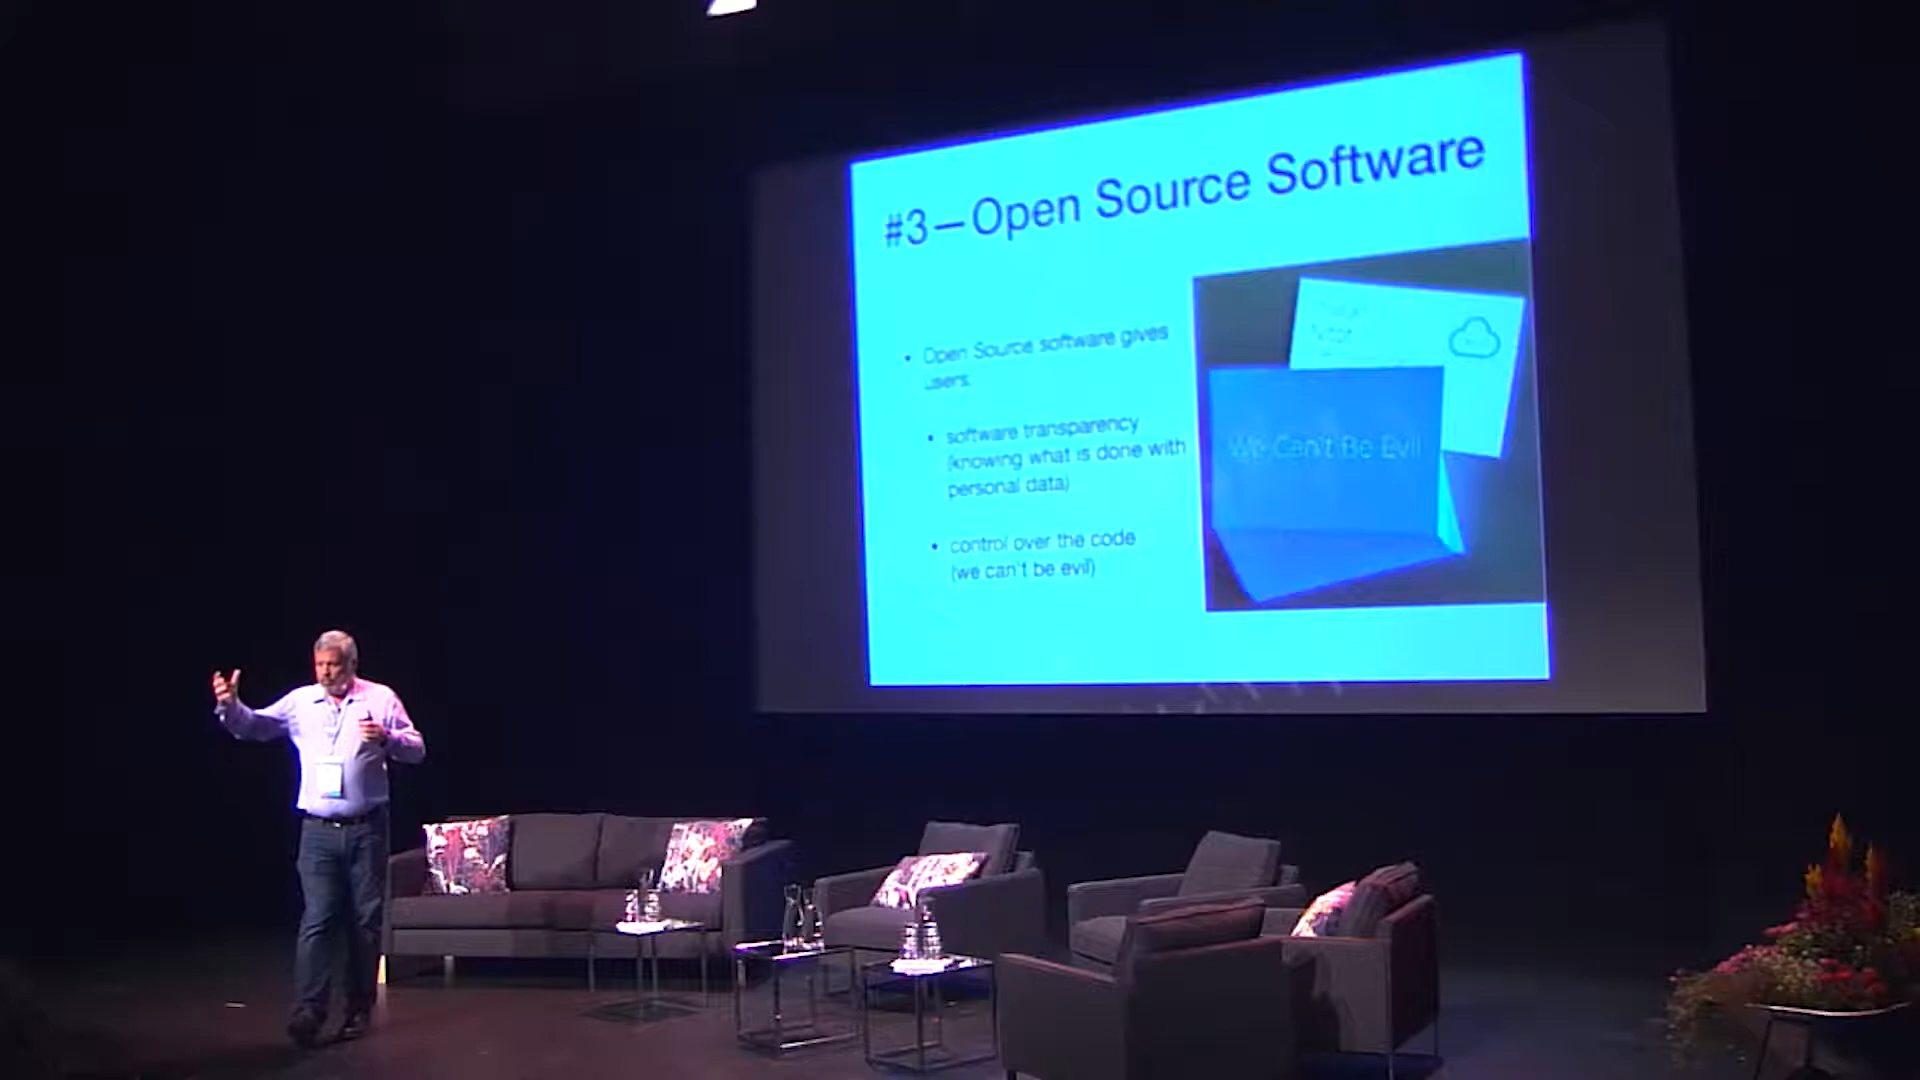 #3—Open Source Software
• Open Source software gives
users:
• software transparency
(knowing what is done with
personal data)
• control over the code
(we can't be evil)
We Can't Be Evil